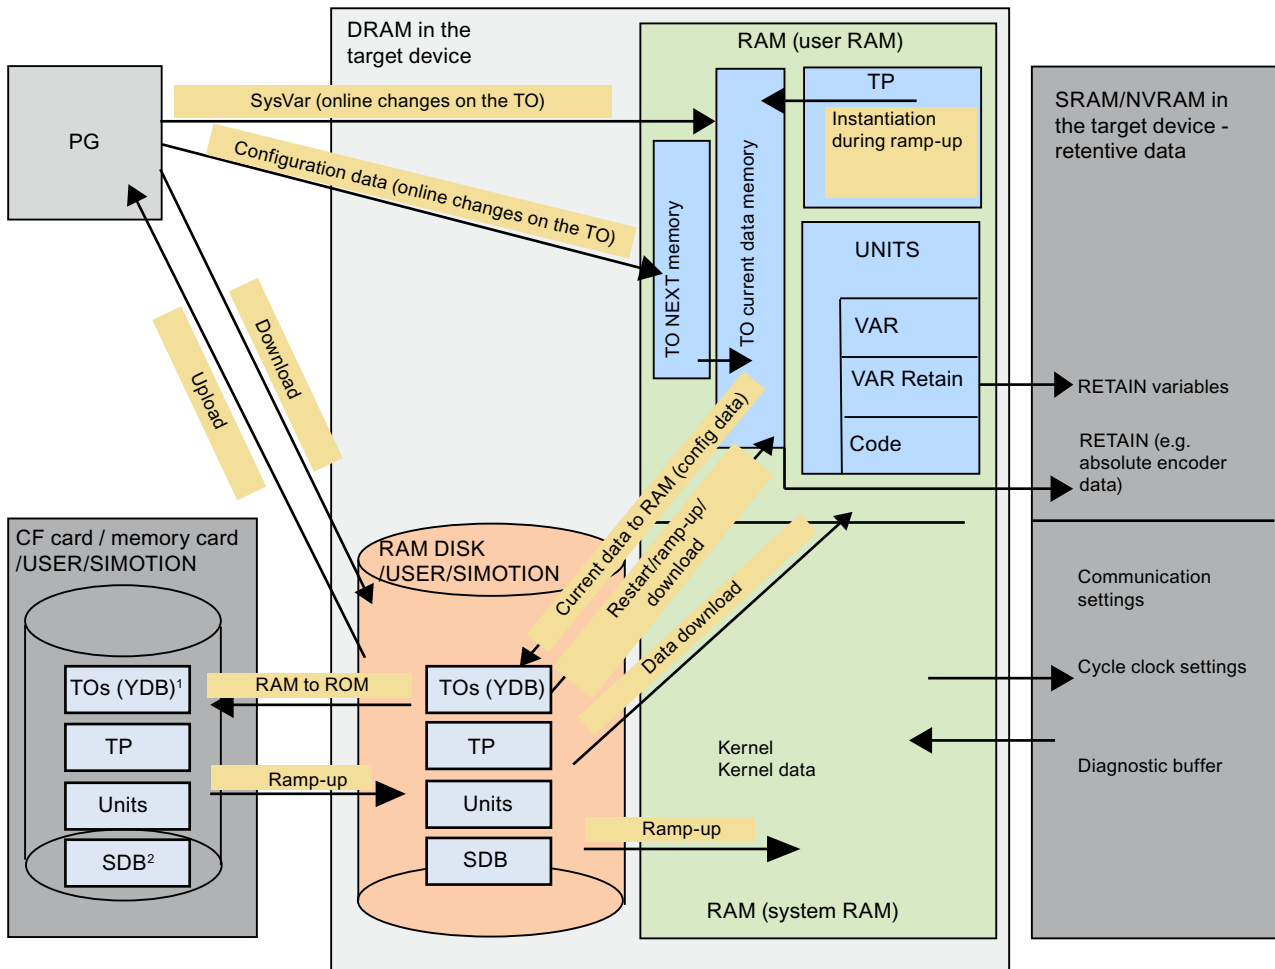 DRAM in the
target device
RAM (user RAM)
PG
SysVar (online changes on the TO)
Configuration data (online changes on the TO)
TO NEXT memory
TO current data memory
TP
Instantiation
during ramp-up
UNITS
VAR
VAR Retain
Code
SRAM/NVRAM in
the target device -
retentive data
RETAIN variables
RETAIN (e.g.
absolute encoder
data)
Download
Upload
Current data to RAM (config data)
Restart/ramp-up/
download
Data download
CF card / memory card
/USER/SIMOTION
TOs (YDB)¹
TP
Units
SDB²
RAM to ROM
Ramp-up
RAM DISK
/USER/SIMOTION
TOs (YDB)
TP
Units
SDB
Ramp-up
Kernel
Kernel data
RAM (system RAM)
Communication
settings
Cycle clock settings
Diagnostic buffer